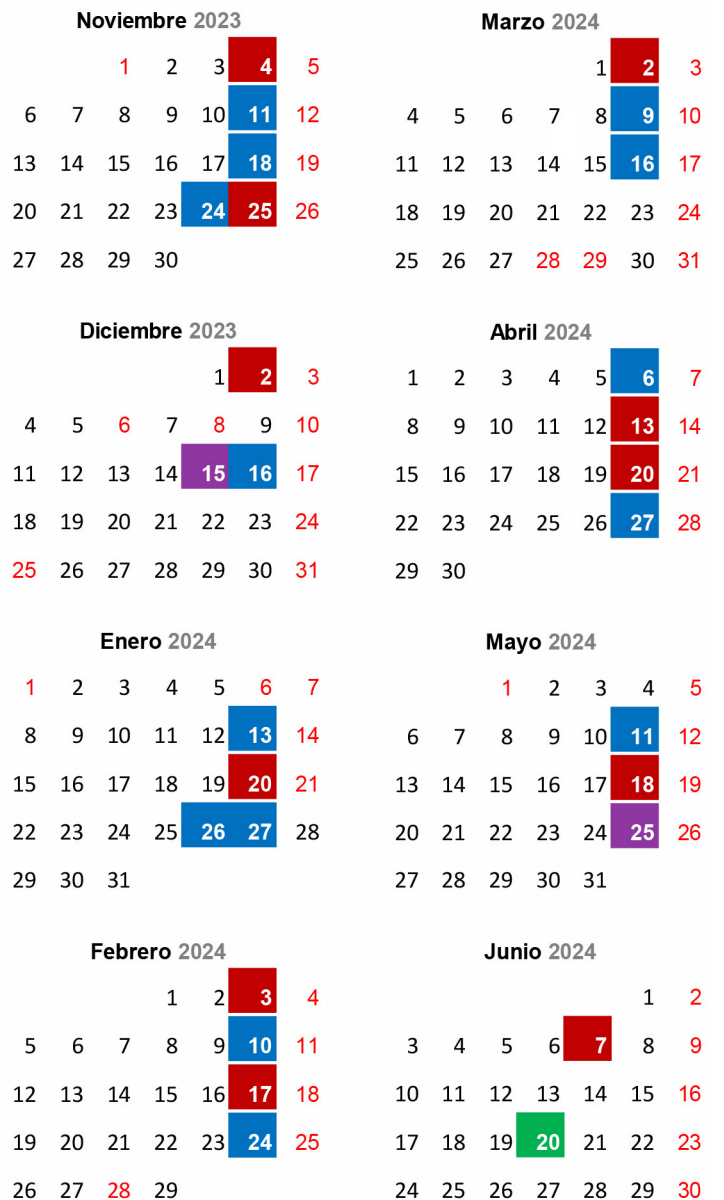 Noviembre 2023
1 2 3 4 5
6 7 8 9 10 11 12
13 14 15 16 17 18 19
20 21 22 23 24 25 26
27 28 29 30
Diciembre 2023
1 2 3
4 5 6 7 8 9 10
11 12 13 14 15 16 17
18 19 20 21 22 23 24
25 26 27 28 29 30 31
Enero 2024
1 2 3 4 5 6 7
8 9 10 11 12 13 14
15 16 17 18 19 20 21
22 23 24 25 26 27 28
29 30 31
Febrero 2024
1 2 3 4
5 6 7 8 9 10 11
12 13 14 15 16 17 18
19 20 21 22 23 24 25
26 27 28 29
Marzo 2024
1 2 3
4 5 6 7 8 9 10
11 12 13 14 15 16 17
18 19 20 21 22 23 24
25 26 27 28 29 30 31
Abril 2024
1 2 3 4 5 6 7
8 9 10 11 12 13 14
15 16 17 18 19 20 21
22 23 24 25 26 27 28
29 30
Mayo 2024
1 2 3 4 5
6 7 8 9 10 11 12
13 14 15 16 17 18 19
20 21 22 23 24 25 26
27 28 29 30 31
Junio 2024
1 2
3 4 5 6 7 8 9
10 11 12 13 14 15 16
17 18 19 20 21 22 23
24 25 26 27 28 29 30